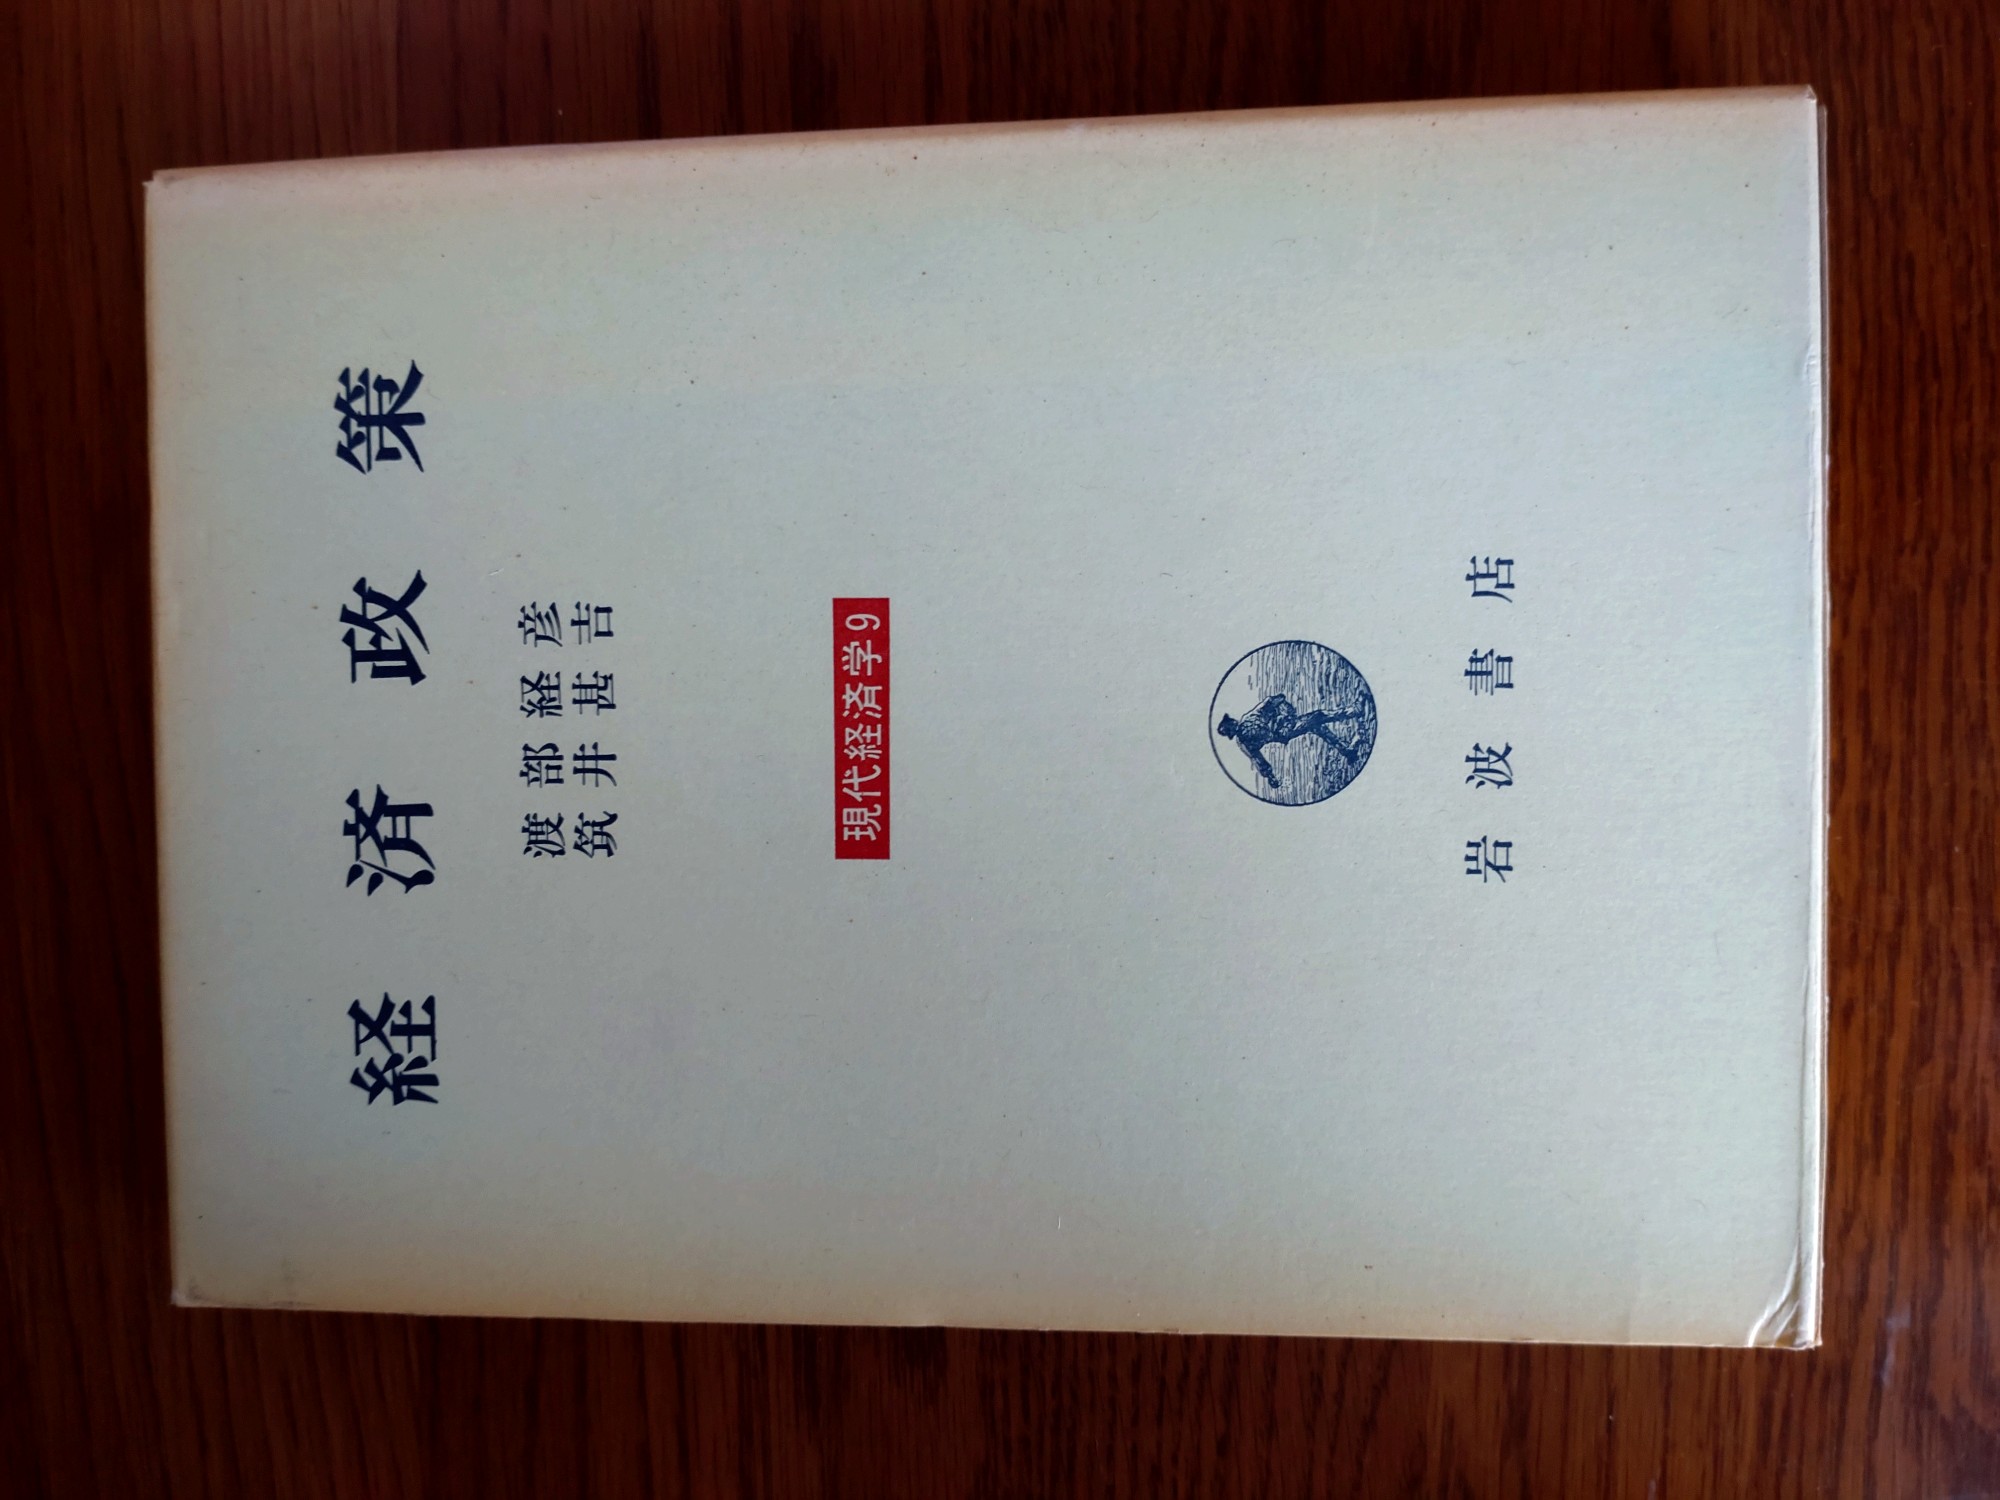 経済政策
渡部経彦
筑井甚吉
現代経済学9
岩波書店